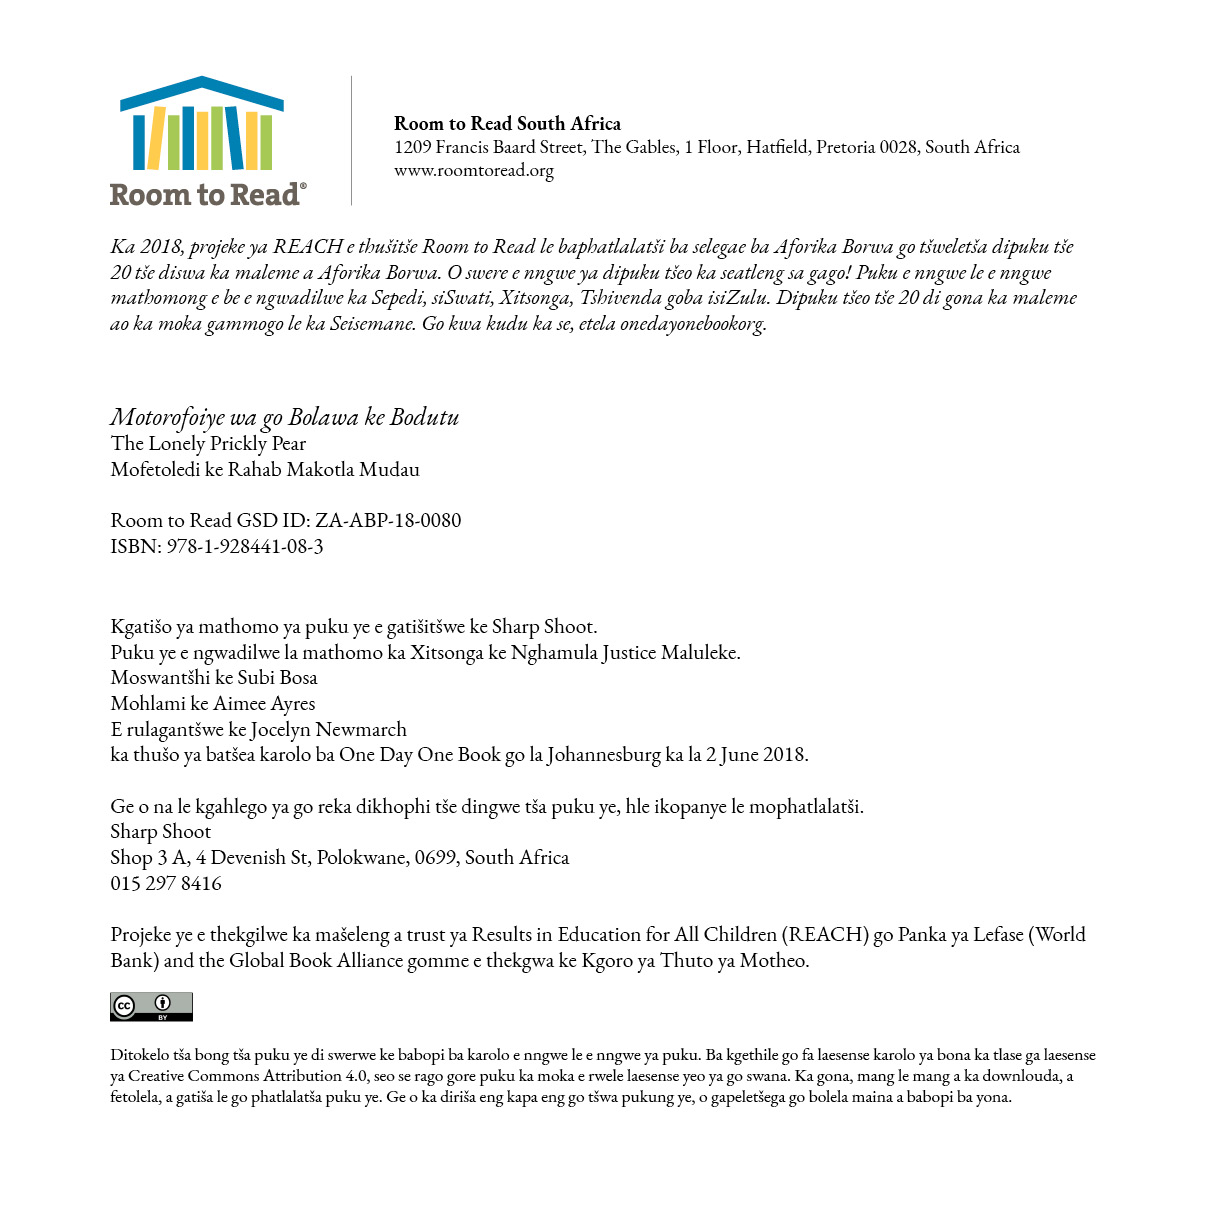 Room to Read®
Room to Read South Africa
1209 Francis Baard Street, The Gables, 1 Floor, Hatfield, Pretoria 0028, South Africa
www.roomtoread.org
Ka 2018, projeke ya REACH e thušitše Room to Read le baphatlalatši ba selegae ba Aforika Borwa go tšweletša dipuku tše
20 tše diswa ka maleme a Aforika Borwa. O swere e nngwe ya dipuku tšeo ka seatleng sa gago! Puku e nngwe le e nngwe
mathomong e be e ngwadilwe ka Sepedi, siSwati, Xitsonga, Tshivenda goba isiZulu. Dipuku tšeo tše 20 di gona ka maleme
ao ka moka gammogo le ka Seisemane. Go kwa kudu ka se, etela onedayonebookorg.
Motorofoiye wa go Bolawa ke Bodutu
The Lonely Prickly Pear
Mofetoledi ke Rahab Makotla Mudau
Room to Read GSD ID: ZA-ABP-18-0080
ISBN: 978-1-928441-08-3
Kgatišo ya mathomo ya puku ye e gatišitšwe ke Sharp Shoot.
Puku ye e ngwadilwe la mathomo ka Xitsonga ke Nghamula Justice Maluleke.
Moswantšhi ke Subi Bosa
Mohlami ke Aimee Ayres
E rulagantšwe ke Jocelyn Newmarch
ka thušo ya batšea karolo ba One Day One Book go la Johannesburg ka la 2 June 2018.
Ge o na le kgahlego ya go reka dikhophi tše dingwe tša puku ye, hle ikopanye le mophatlalatši.
Sharp Shoot
Shop 3 A, 4 Devenish St, Polokwane, 0699, South Africa
015 297 8416
Projeke ye e thekgilwe ka mašeleng a trust ya Results in Education for All Children (REACH) go Panka ya Lefase (World
Bank) and the Global Book Alliance gomme e thekgwa ke Kgoro ya Thuto ya Motheo.
cc BY
Ditokelo tša bong tša puku ye di swerwe ke babopi ba karolo e nngwe le e nngwe ya puku. Ba kgethile go fa laesense karolo ya bona ka tlase ga laesense
ya Creative Commons Attribution 4.0, seo se rago gore puku ka moka e rwele laesense yeo ya go swana. Ka gona, mang le mang a ka downlouda, a
fetolela, a gatiša le go phatlalatša puku ye. Ge o ka diriša eng kapa eng go tšwa pukung ye, o gapeletšega go bolela maina a babopi ba yona.